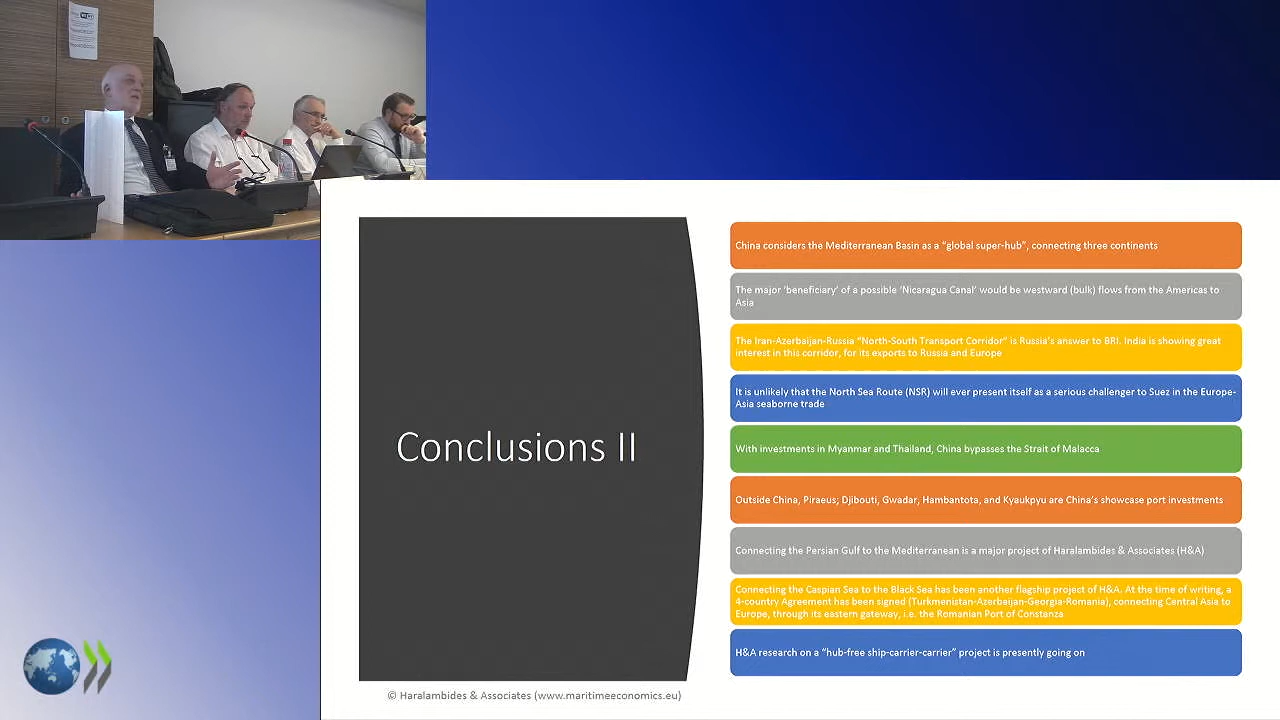 WiFi
Conclusions II
China considers the Mediterranean Basin as a “global super-hub”, connecting three continents
The major ‘beneficiary’ of a possible ‘Nicaragua Canal’ would be westward (bulk) flows from the Americas to
Asia
The Iran-Azerbaijan-Russia “North-South Transport Corridor” is Russia’s answer to BRI. India is showing great
interest in this corridor, for its exports to Russia and Europe
It is unlikely that the North Sea Route (NSR) will ever present itself as a serious challenger to Suez in the Europe-
Asia seaborne trade
With investments in Myanmar and Thailand, China bypasses the Strait of Malacca
Outside China, Piraeus; Djibouti, Gwadar, Hambantota, and Kyaukpyu are China’s showcase port investments
Connecting the Persian Gulf to the Mediterranean is a major project of Haralambides & Associates (H&A)
Connecting the Caspian Sea to the Black Sea has been another flagship project of H&A. At the time of writing, a
4-country Agreement has been signed (Turkmenistan-Azerbaijan-Georgia-Romania), connecting Central Asia to
Europe, through its eastern gateway, i.e. the Romanian Port of Constanza
H&A research on a “hub-free ship-carrier-carrier” project is presently going on
© Haralambides & Associates (www.maritimeeconomics.eu)